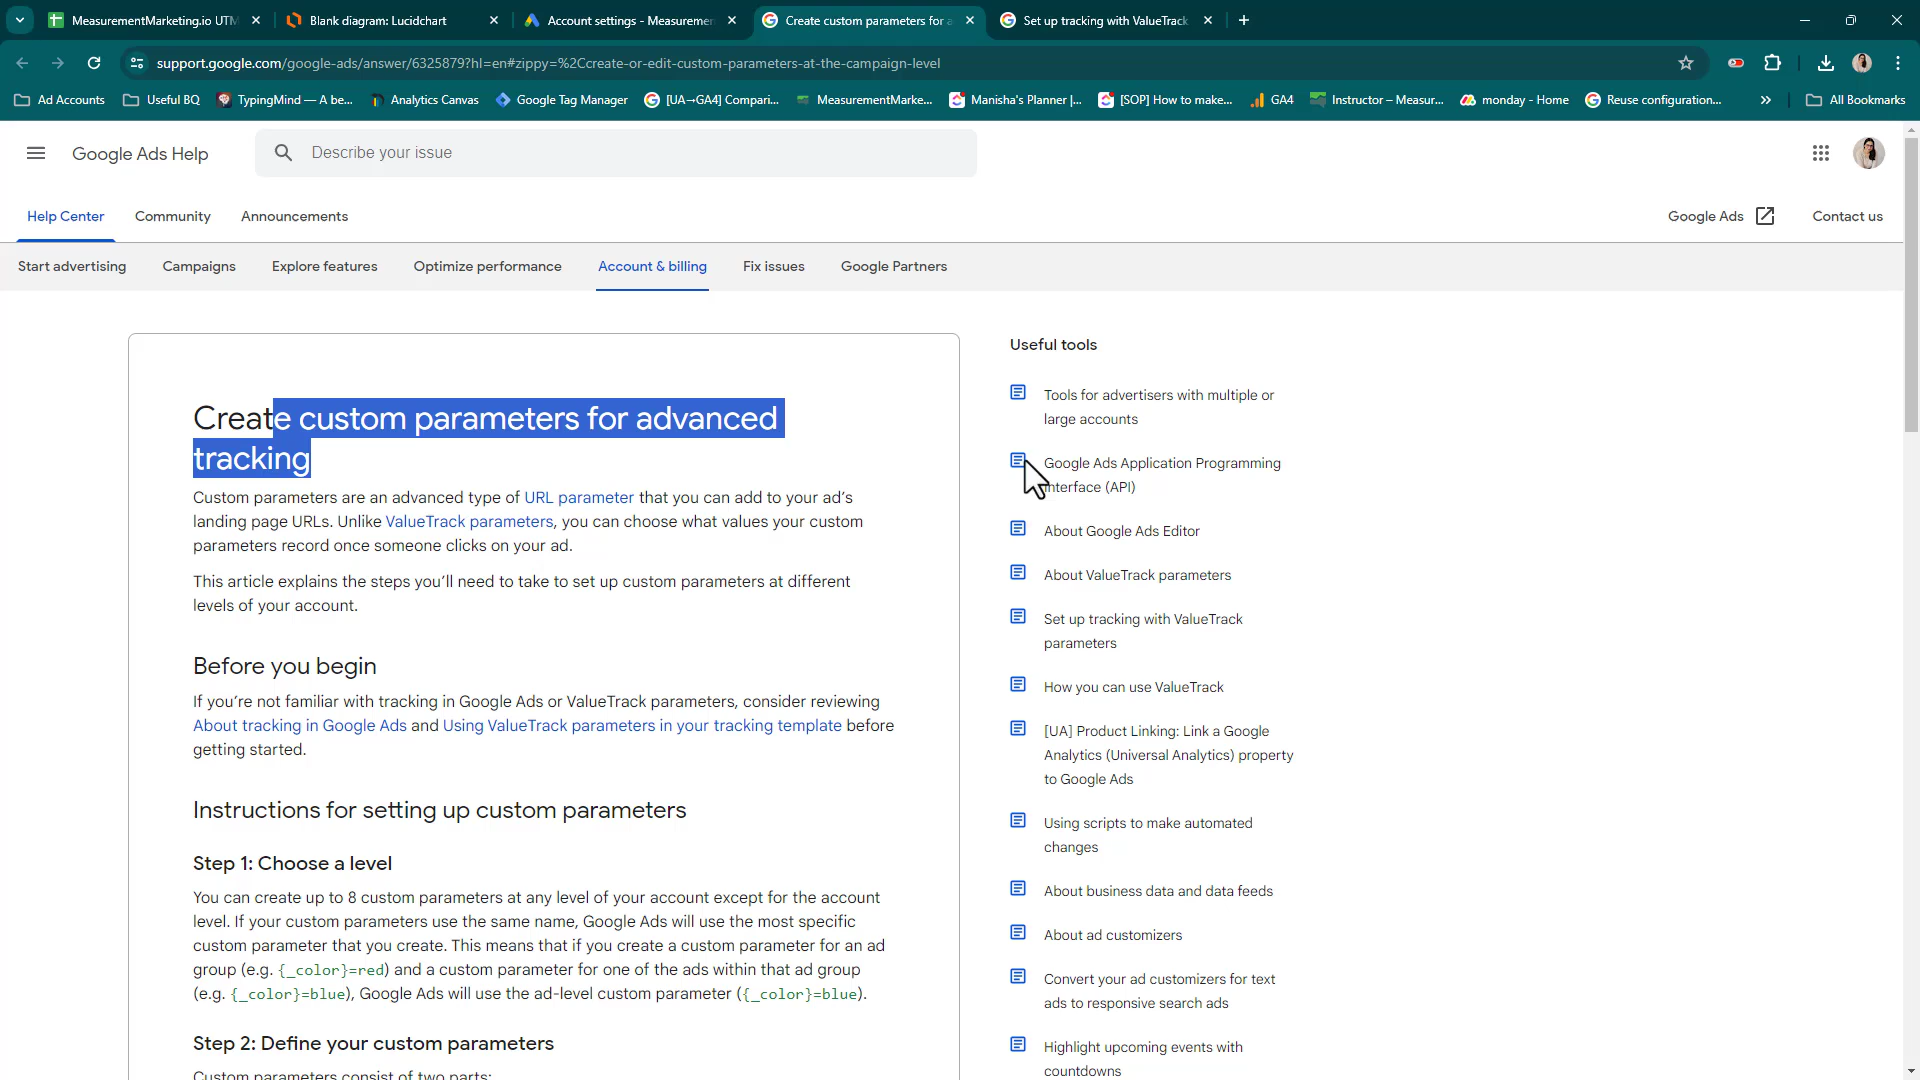 MeasurementMarketing.io UTM
Blank diagram: Lucidchart
Account settings - Measuremen
Create custom parameters for a
Set up tracking with ValueTrack
support.google.com/google-ads/answer/6325879?hl=en#zippy=%2Ccreate-or-edit-custom-parameters-at-the-campaign-level
Ad Accounts
Useful BQ
TypingMind — A be...
Analytics Canvas
Google Tag Manager
[UA→GA4] Compari...
MeasurementMarke...
Manisha's Planner |...
[SOP] How to make...
GA4
Instructor – Measur...
monday - Home
Reuse configuration...
»
All Bookmarks
Google Ads Help
Describe your issue
Help Center
Community
Announcements
Google Ads
Contact us
Start advertising
Campaigns
Explore features
Optimize performance
Account & billing
Fix issues
Google Partners
Create custom parameters for advanced
tracking
Custom parameters are an advanced type of URL parameter that you can add to your ad's
landing page URLs. Unlike ValueTrack parameters, you can choose what values your custom
parameters record once someone clicks on your ad.
This article explains the steps you'll need to take to set up custom parameters at different
levels of your account.
Before you begin
If you're not familiar with tracking in Google Ads or ValueTrack parameters, consider reviewing
About tracking in Google Ads and Using ValueTrack parameters in your tracking template before
getting started.
Instructions for setting up custom parameters
Step 1: Choose a level
You can create up to 8 custom parameters at any level of your account except for the account
level. If your custom parameters use the same name, Google Ads will use the most specific
custom parameter that you create. This means that if you create a custom parameter for an ad
group (e.g. {_color}=red) and a custom parameter for one of the ads within that ad group
(e.g. {_color}=blue), Google Ads will use the ad-level custom parameter ({_color}=blue).
Step 2: Define your custom parameters
Custom parameters consist of two parts:
Useful tools
Tools for advertisers with multiple or
large accounts
Google Ads Application Programming
Interface (API)
About Google Ads Editor
About ValueTrack parameters
Set up tracking with ValueTrack
parameters
How you can use ValueTrack
[UA] Product Linking: Link a Google
Analytics (Universal Analytics) property
to Google Ads
Using scripts to make automated
changes
About business data and data feeds
About ad customizers
Convert your ad customizers for text
ads to responsive search ads
Highlight upcoming events with
countdowns